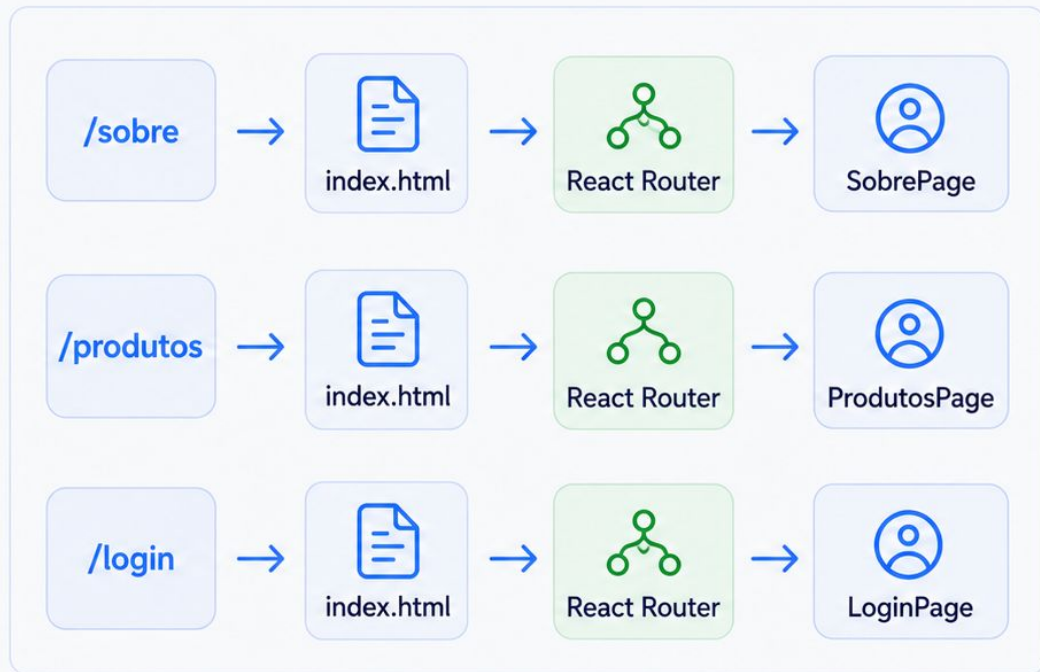 /sobre
index.html
React Router
SobrePage
/produtos
index.html
React Router
ProdutosPage
/login
index.html
React Router
LoginPage